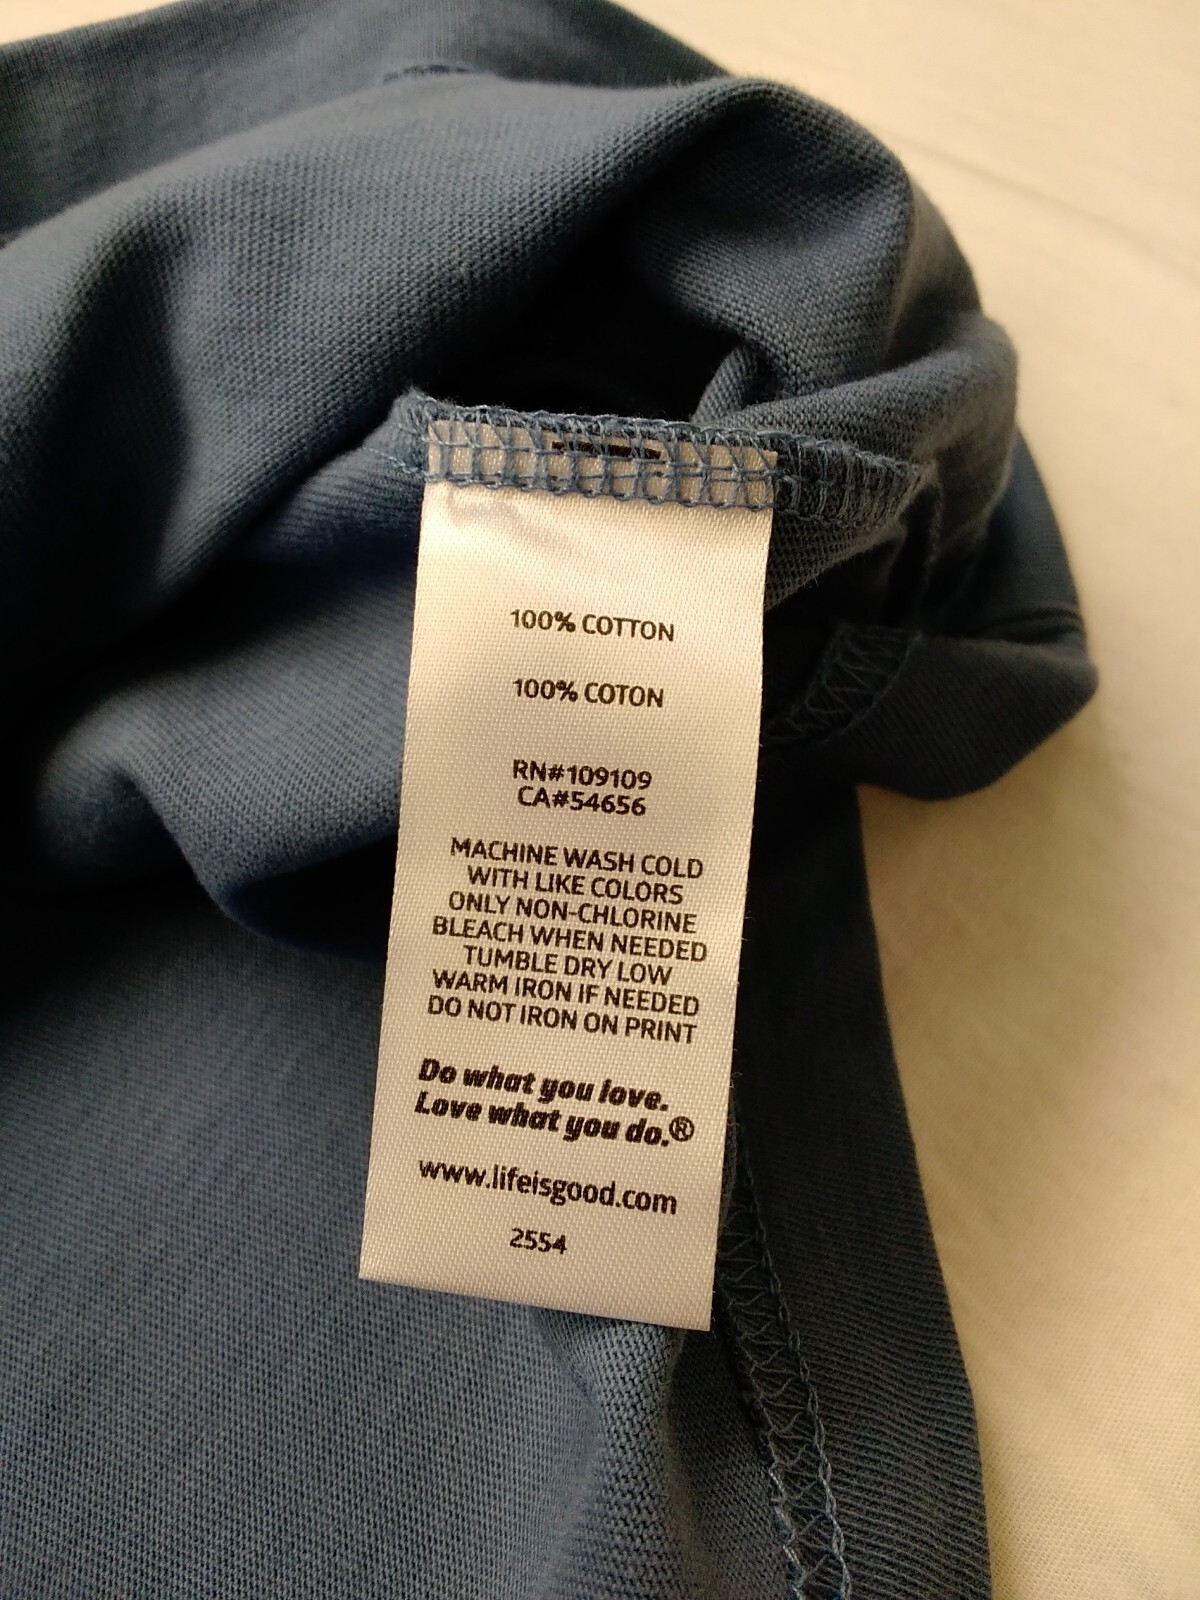 100% COTTON
100% COTON
RN#109109
CA#54656
MACHINE WASH COLD
WITH LIKE COLORS
ONLY NON-CHLORINE
BLEACH WHEN NEEDED
TUMBLE DRY LOW
WARM IRON IF NEEDED
DO NOT IRON ON PRINT
Do what you love.
Love what you do.®
www.lifeisgood.com
2554